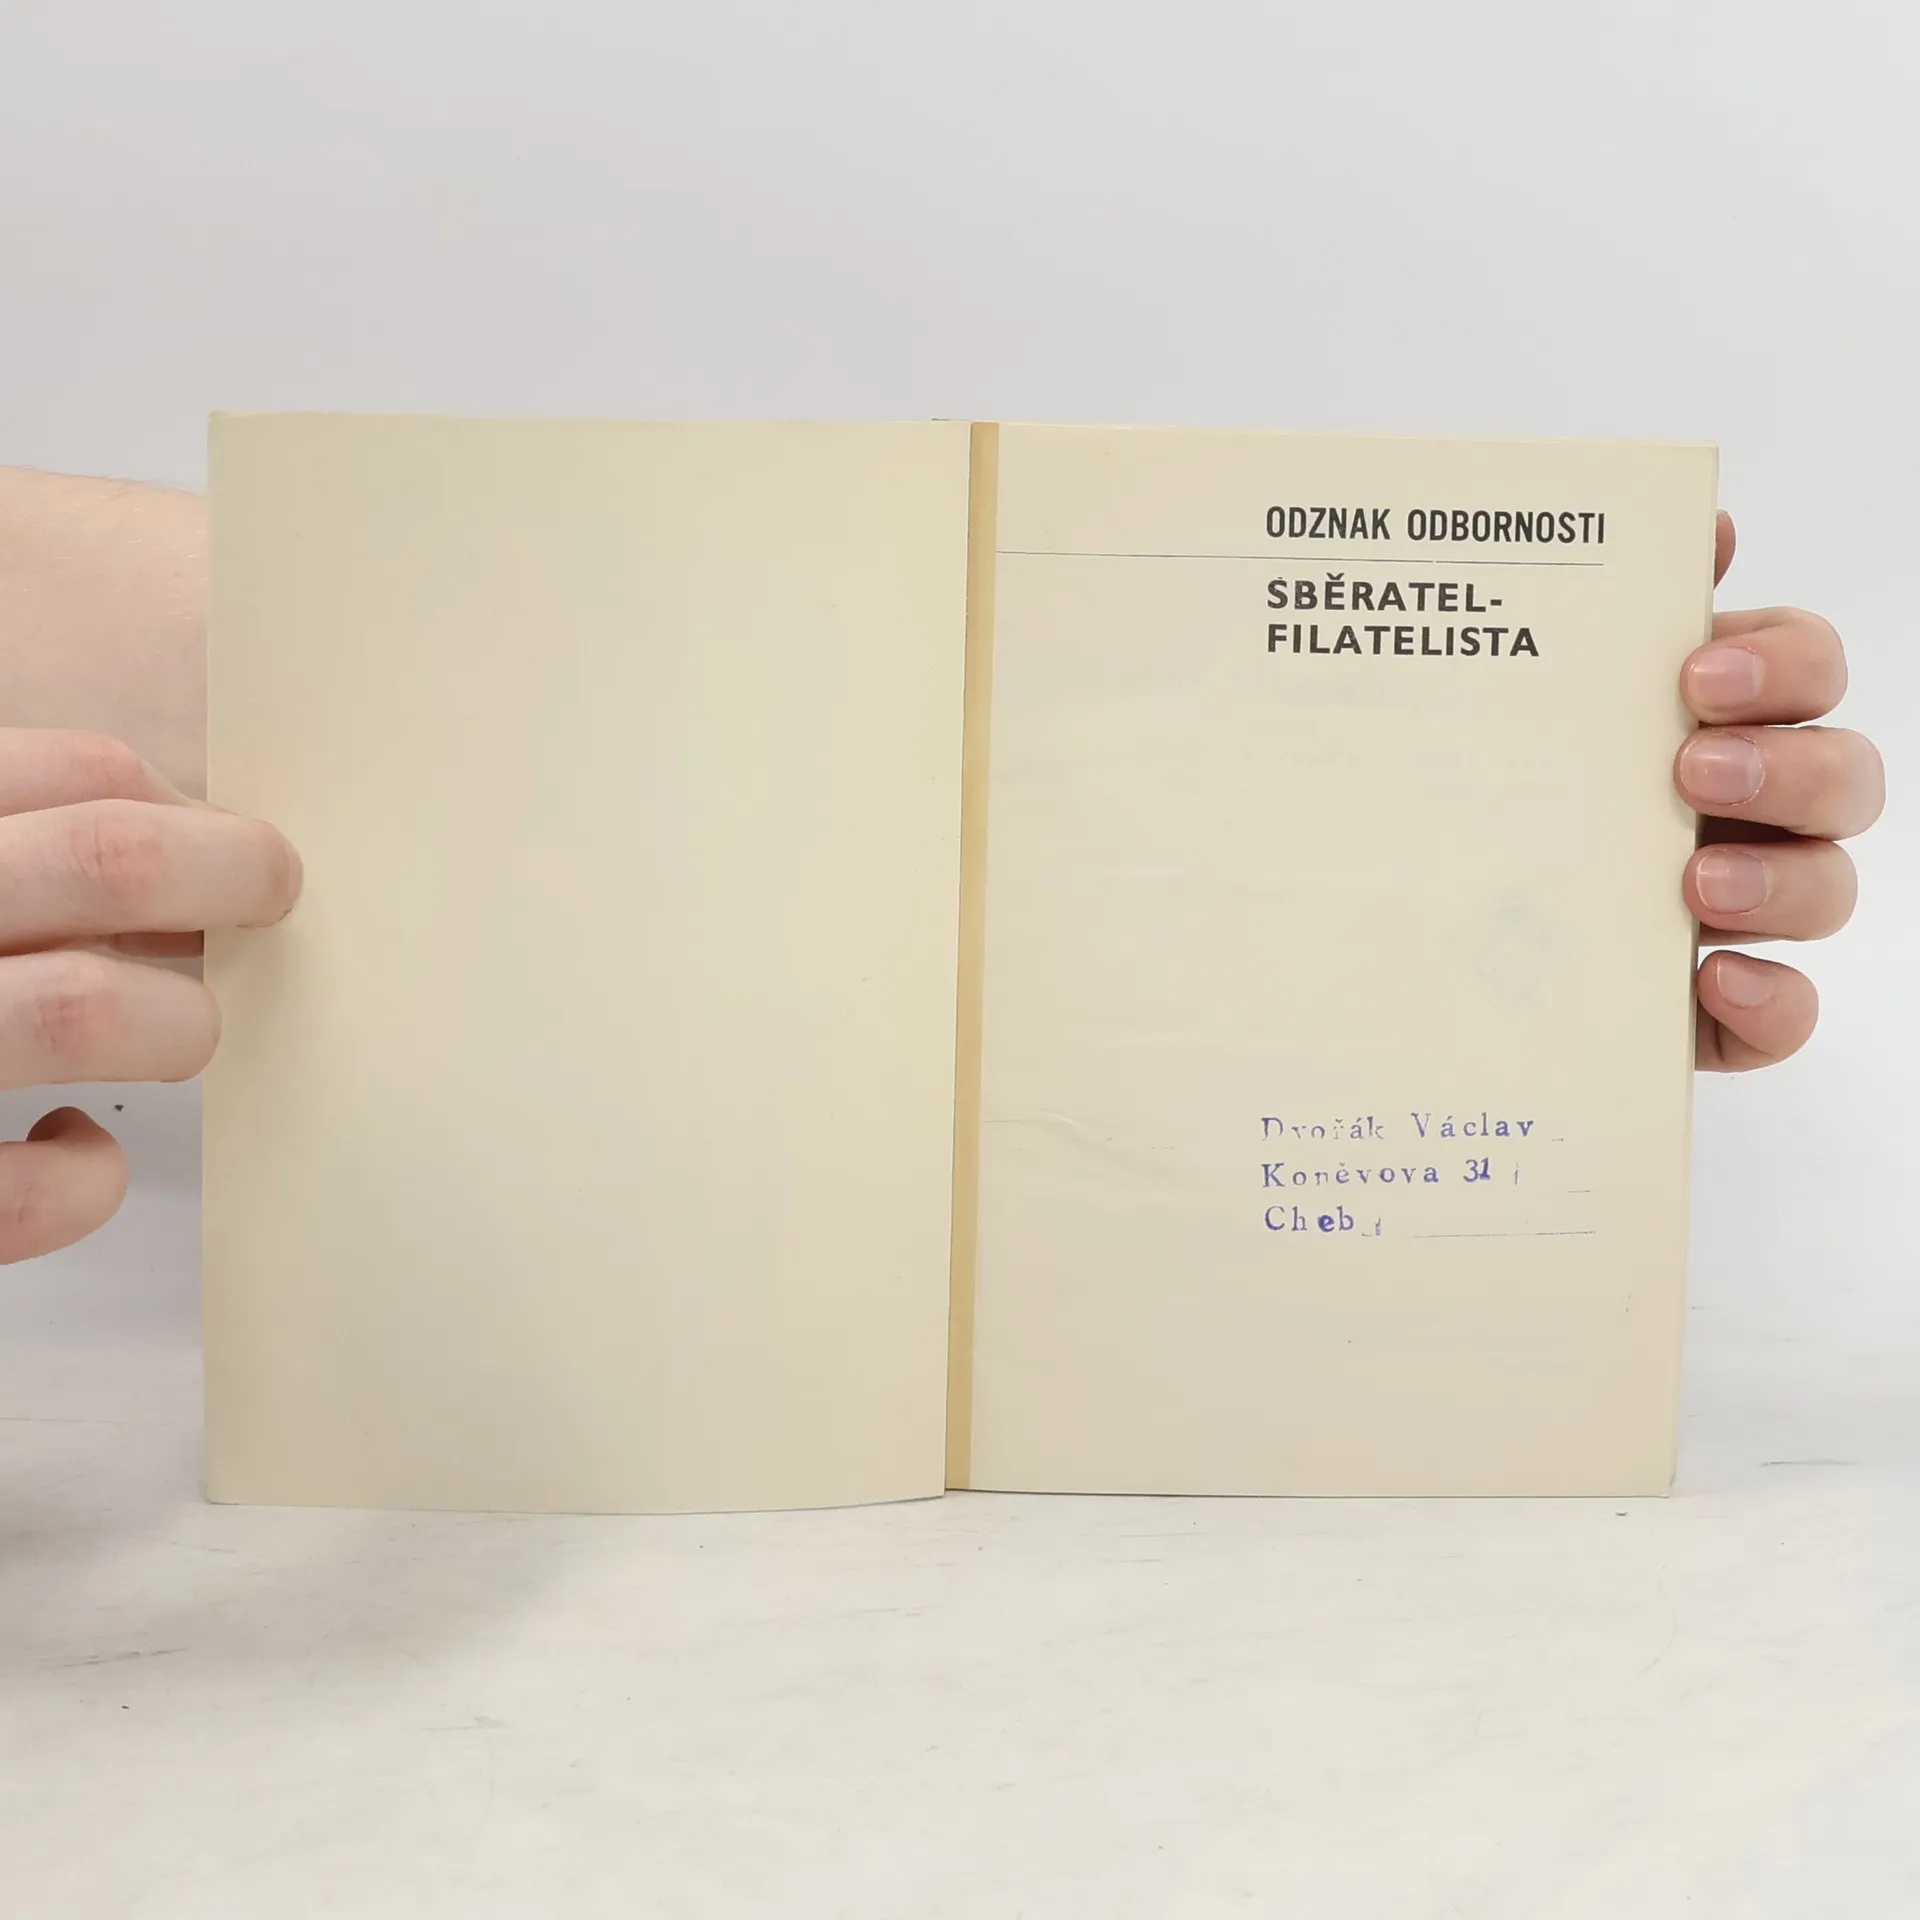 ODZNAK ODBORNOSTI
SBĚRATEL-
FILATELISTA
Dvořák Václav
Koněvova 31
Cheb